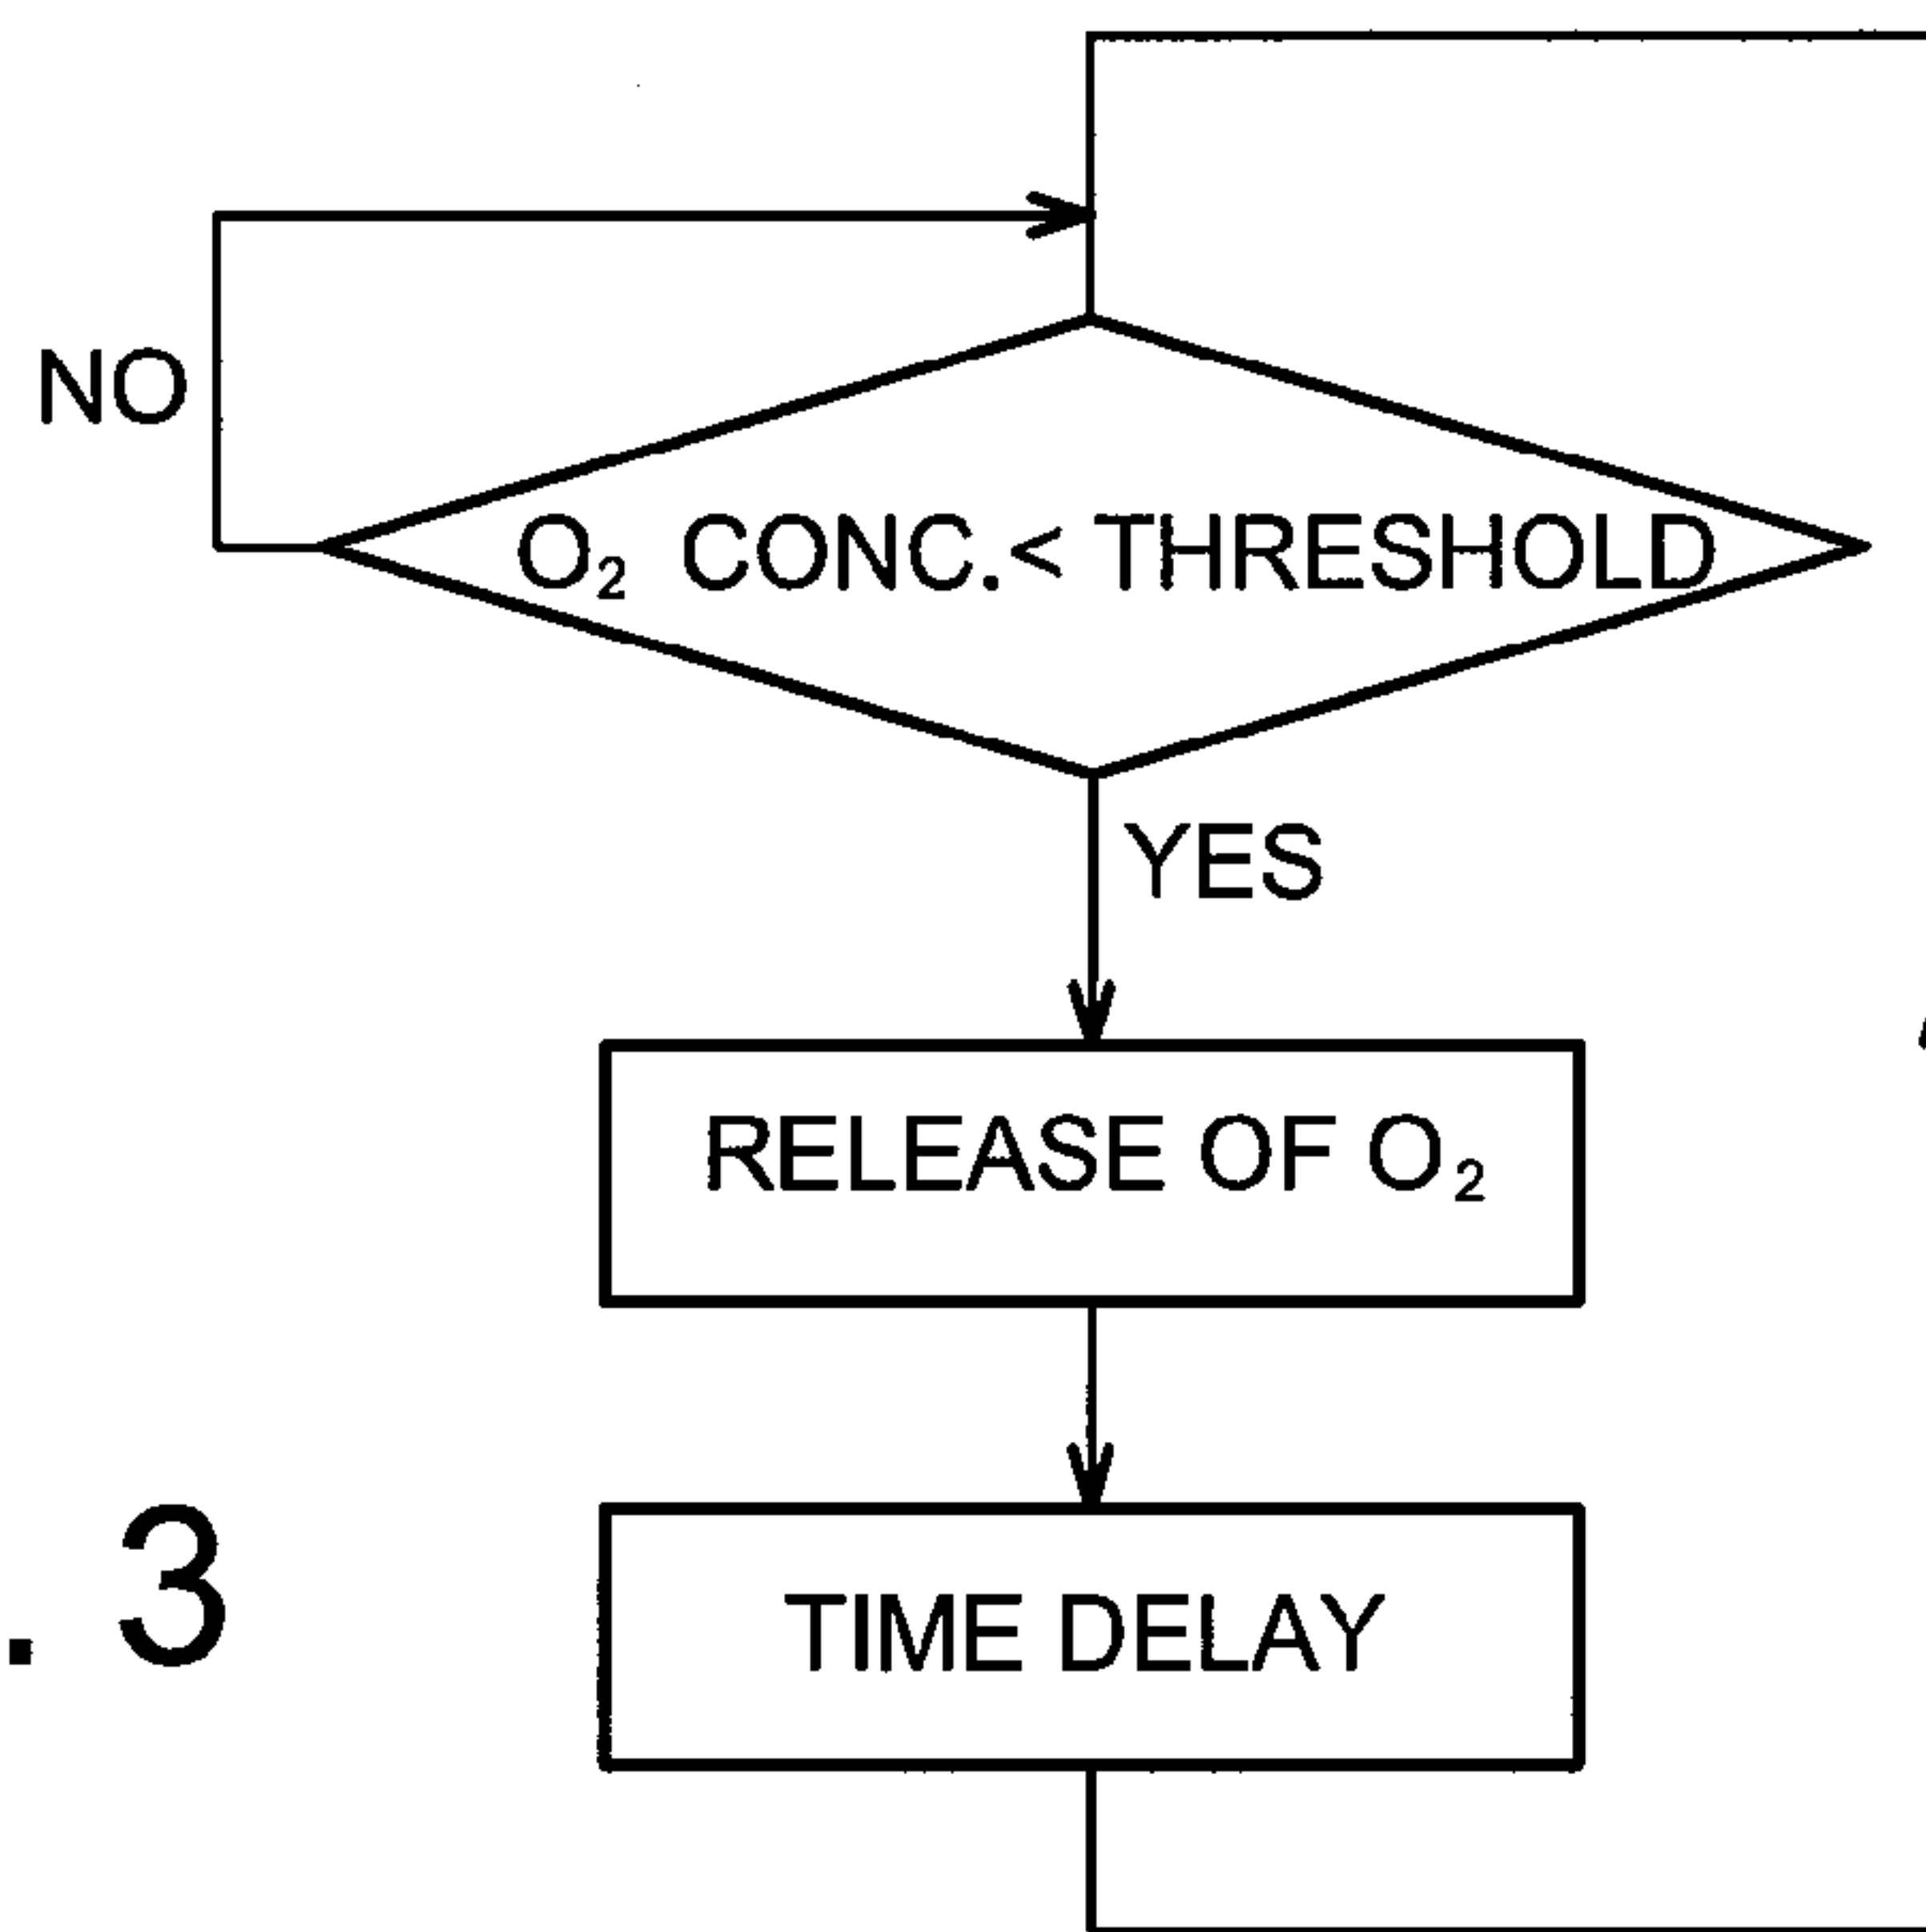 NO
O₂ CONC.< THRESHOLD
YES
RELEASE OF O₂
TIME DELAY
. 3